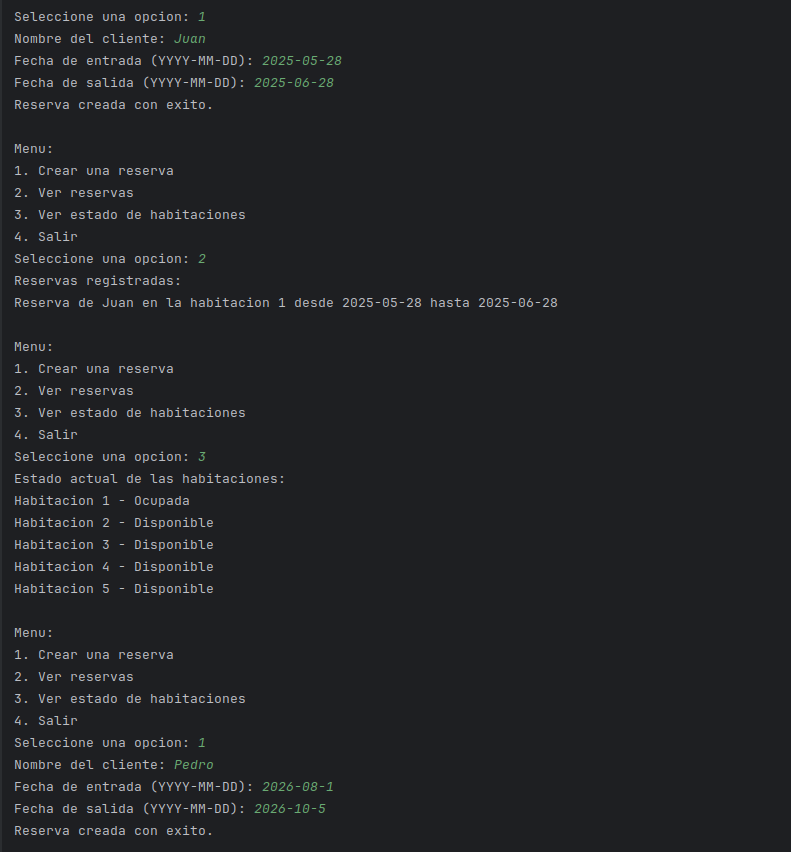 Seleccione una opcion: 1
Nombre del cliente: Juan
Fecha de entrada (YYYY-MM-DD): 2025-05-28
Fecha de salida (YYYY-MM-DD): 2025-06-28
Reserva creada con exito.

Menu:
1. Crear una reserva
2. Ver reservas
3. Ver estado de habitaciones
4. Salir
Seleccione una opcion: 2
Reservas registradas:
Reserva de Juan en la habitacion 1 desde 2025-05-28 hasta 2025-06-28

Menu:
1. Crear una reserva
2. Ver reservas
3. Ver estado de habitaciones
4. Salir
Seleccione una opcion: 3
Estado actual de las habitaciones:
Habitacion 1 - Ocupada
Habitacion 2 - Disponible
Habitacion 3 - Disponible
Habitacion 4 - Disponible
Habitacion 5 - Disponible

Menu:
1. Crear una reserva
2. Ver reservas
3. Ver estado de habitaciones
4. Salir
Seleccione una opcion: 1
Nombre del cliente: Pedro
Fecha de entrada (YYYY-MM-DD): 2026-08-1
Fecha de salida (YYYY-MM-DD): 2026-10-5
Reserva creada con exito.